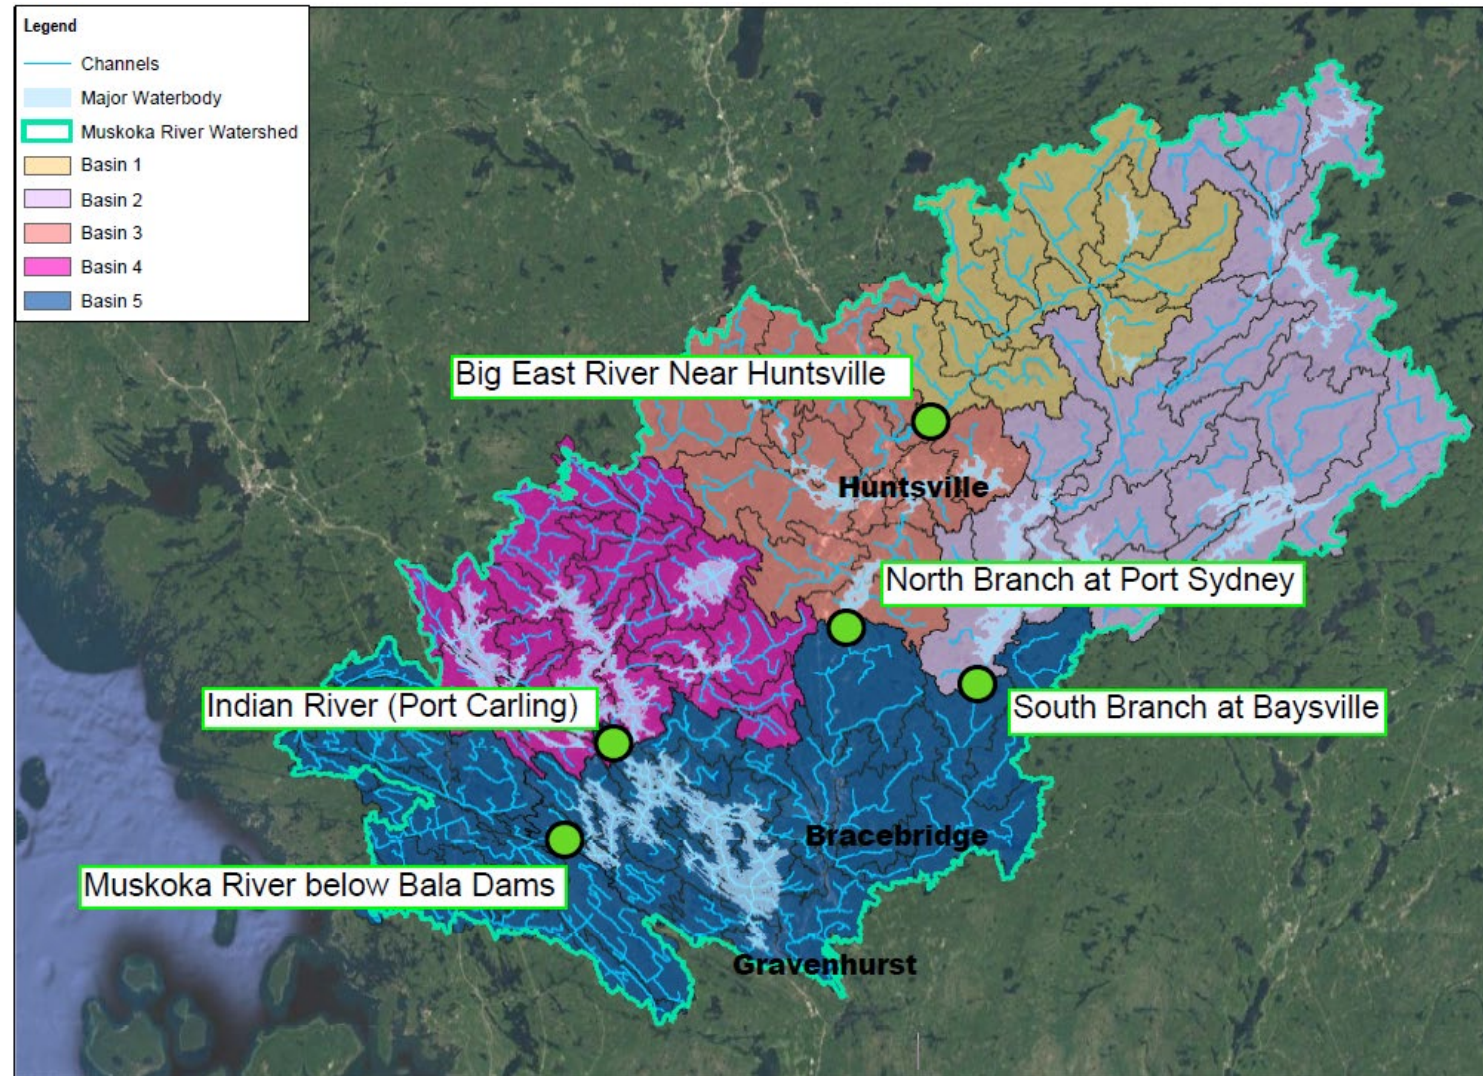 Legend
Channels
Major Waterbody
Muskoka River Watershed
Basin 1
Basin 2
Basin 3
Basin 4
Basin 5
Big East River Near Huntsville
Huntsville
North Branch at Port Sydney
Indian River (Port Carling)
South Branch at Baysville
Bracebridge
Muskoka River below Bala Dams
Gravenhurst